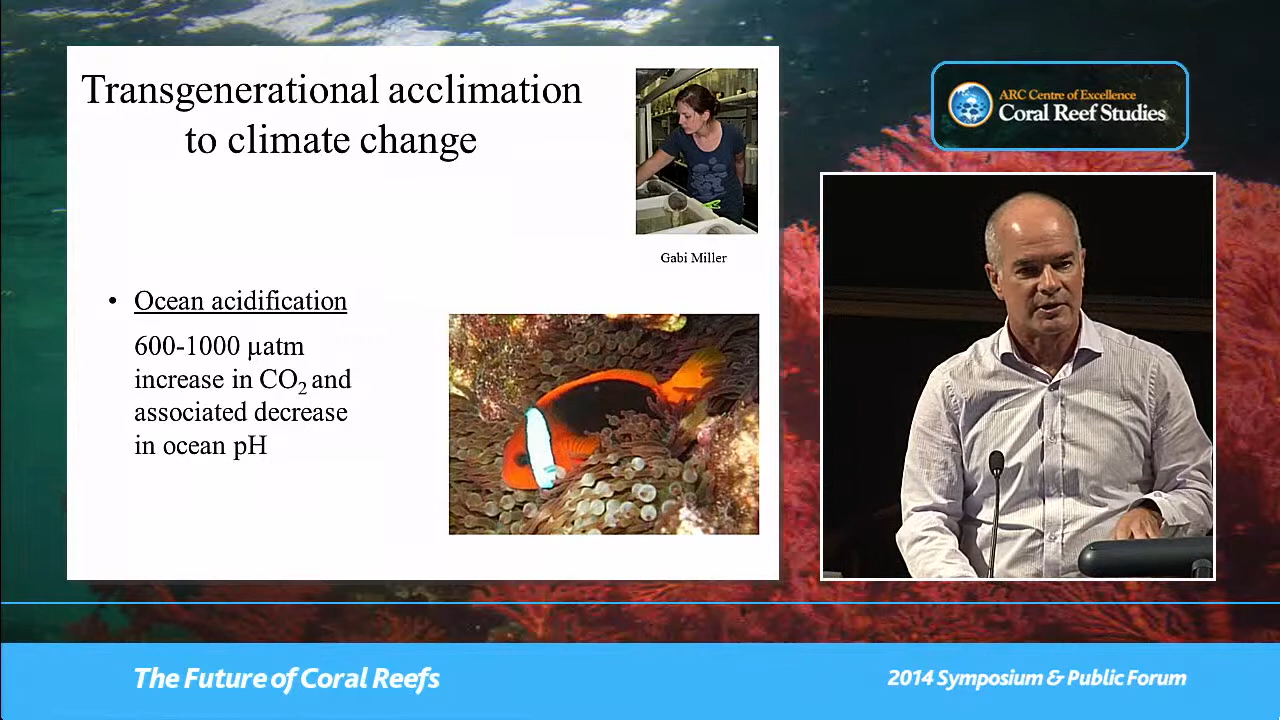 Transgenerational acclimation
to climate change
Gabi Miller
• Ocean acidification
600-1000 µatm
increase in CO₂ and
associated decrease
in ocean pH
ARC Centre of Excellence
Coral Reef Studies
The Future of Coral Reefs
2014 Symposium & Public Forum